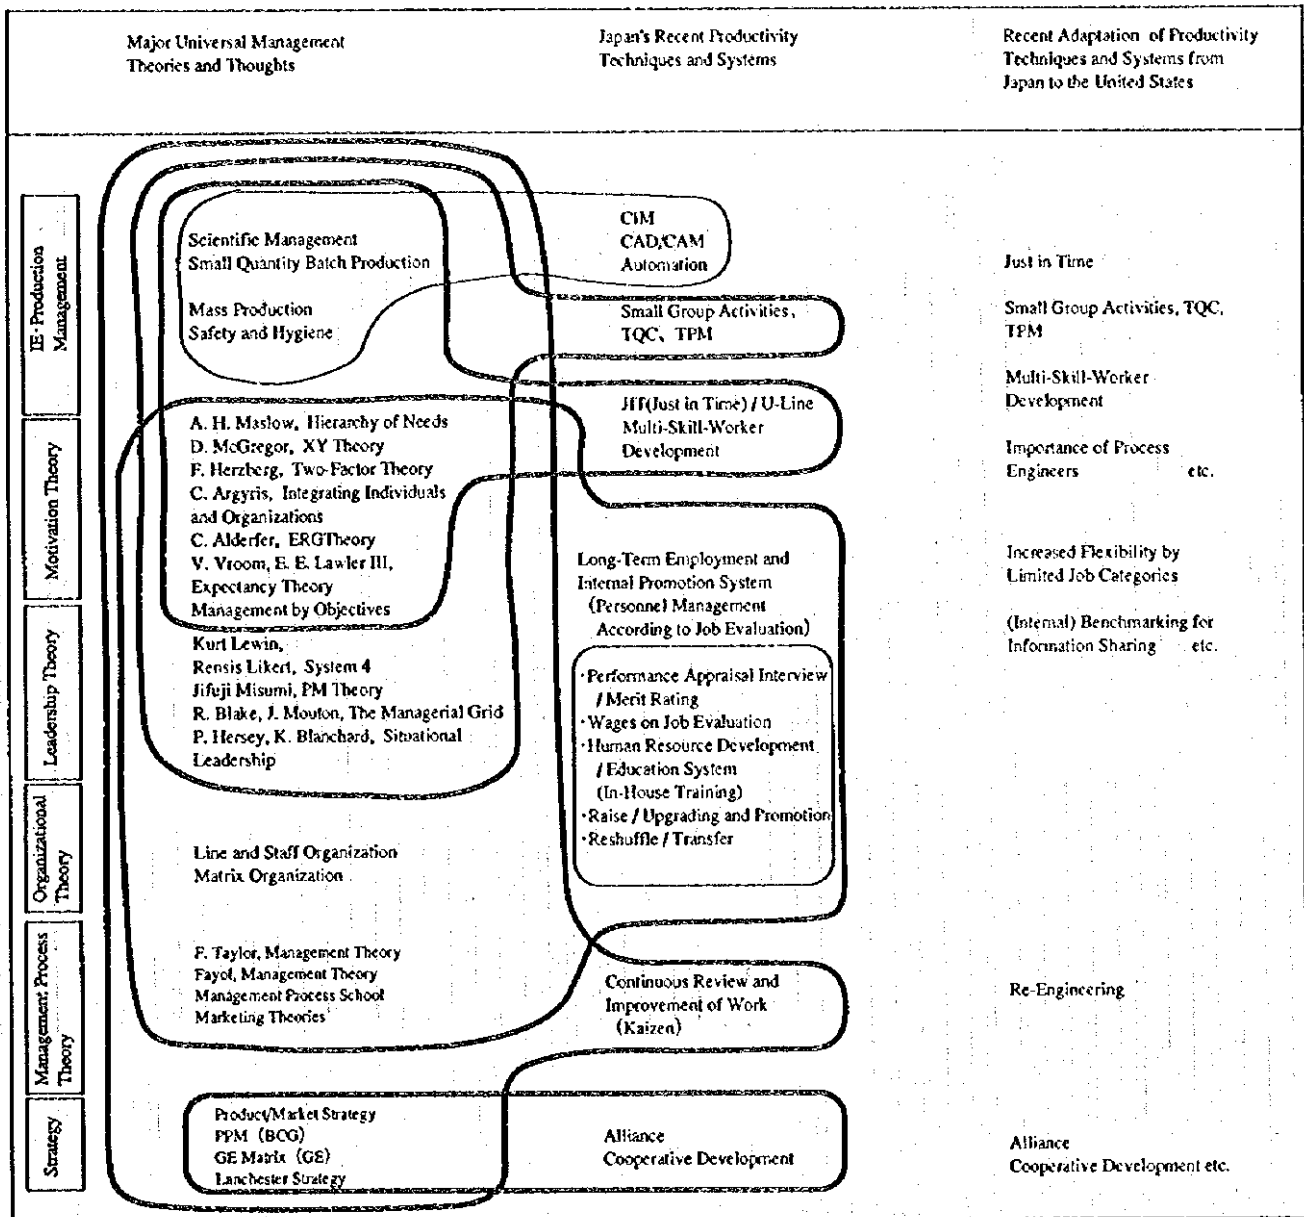 Major Universal Management
Theories and Thoughts
Japan's Recent Productivity
Techniques and Systems
Recent Adaptation of Productivity
Techniques and Systems from
Japan to the United States
IE·Production
Management
Scientific Management
Small Quantity Batch Production
Mass Production
Safety and Hygiene
CIM
CAD/CAM
Automation
Small Group Activities,
TQC, TPM
Just in Time
Small Group Activities, TQC,
TPM
Multi-Skill-Worker
Development
Motivation Theory
A. H. Maslow, Hierarchy of Needs
D. McGregor, XY Theory
F. Herzberg, Two-Factor Theory
C. Argyris, Integrating Individuals
and Organizations
C. Alderfer, ERGTheory
V. Vroom, E. E. Lawler III,
Expectancy Theory
Management by Objectives
JIT(Just in Time) / U-Line
Multi-Skill-Worker
Development
Importance of Process
Engineers etc.
Long-Term Employment and
Internal Promotion System
(Personnel Management
According to Job Evaluation)
Increased Flexibility by
Limited Job Categories
(Internal) Benchmarking for
Information Sharing etc.
Leadership Theory
Kurt Lewin,
Rensis Likert, System 4
Jifuji Misumi, PM Theory
R. Blake, J. Mouton, The Managerial Grid
P. Hersey, K. Blanchard, Situational
Leadership
·Performance Appraisal Interview
/ Merit Rating
·Wages on Job Evaluation
·Human Resource Development
/ Education System
(In-House Training)
·Raise / Upgrading and Promotion
·Reshuffle / Transfer
Organizational
Theory
Line and Staff Organization
Matrix Organization
Management Process
Theory
F. Taylor, Management Theory
Fayol, Management Theory
Management Process School
Marketing Theories
Continuous Review and
Improvement of Work
(Kaizen)
Re-Engineering
Strategy
Product/Market Strategy
PPM (BCG)
GE Matrix (GE)
Lanchester Strategy
Alliance
Cooperative Development
Alliance
Cooperative Development etc.